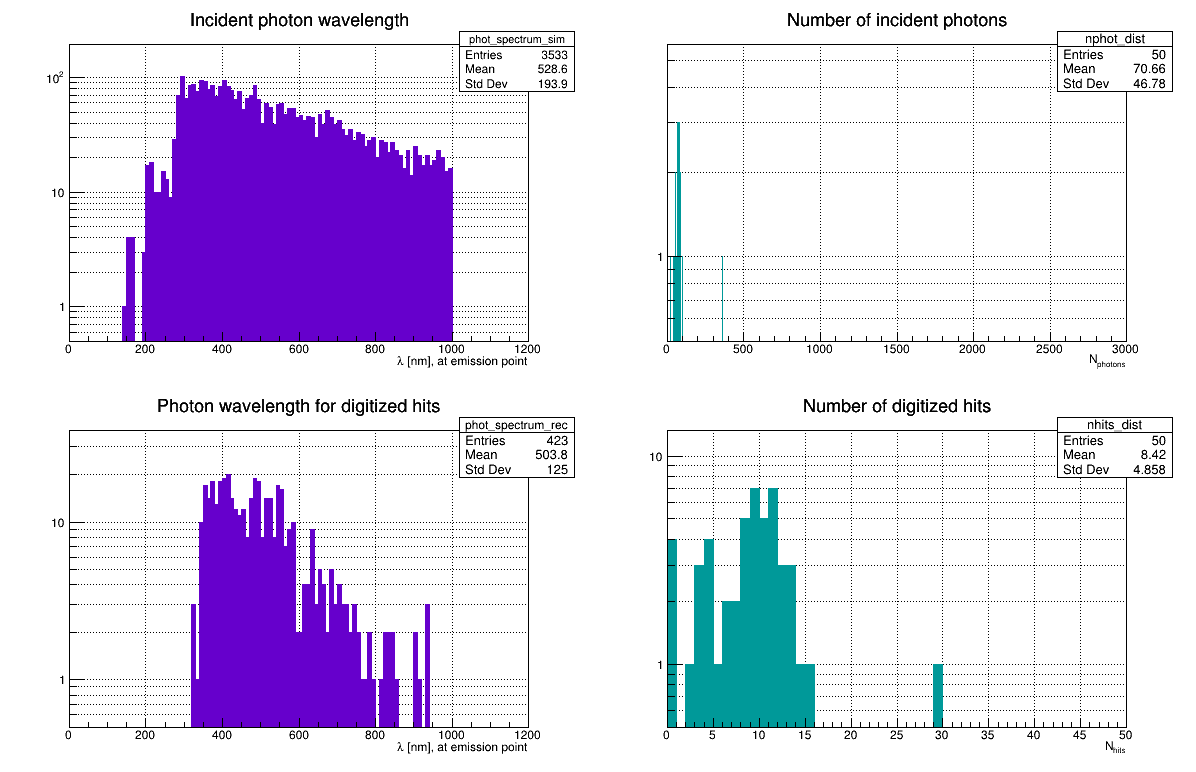 Incident photon wavelength
phot_spectrum_sim
Entries 3533
Mean 528.6
Std Dev 193.9
10²
10
1
0 200 400 600 800 1000 1200
λ [nm], at emission point
Number of incident photons
nphot_dist
Entries 50
Mean 70.66
Std Dev 46.78
1
0 500 1000 1500 2000 2500 3000
Nphotons
Photon wavelength for digitized hits
phot_spectrum_rec
Entries 423
Mean 503.8
Std Dev 125
10
1
0 200 400 600 800 1000 1200
λ [nm], at emission point
Number of digitized hits
nhits_dist
Entries 50
Mean 8.42
Std Dev 4.858
10
1
0 5 10 15 20 25 30 35 40 45 50
Nhits